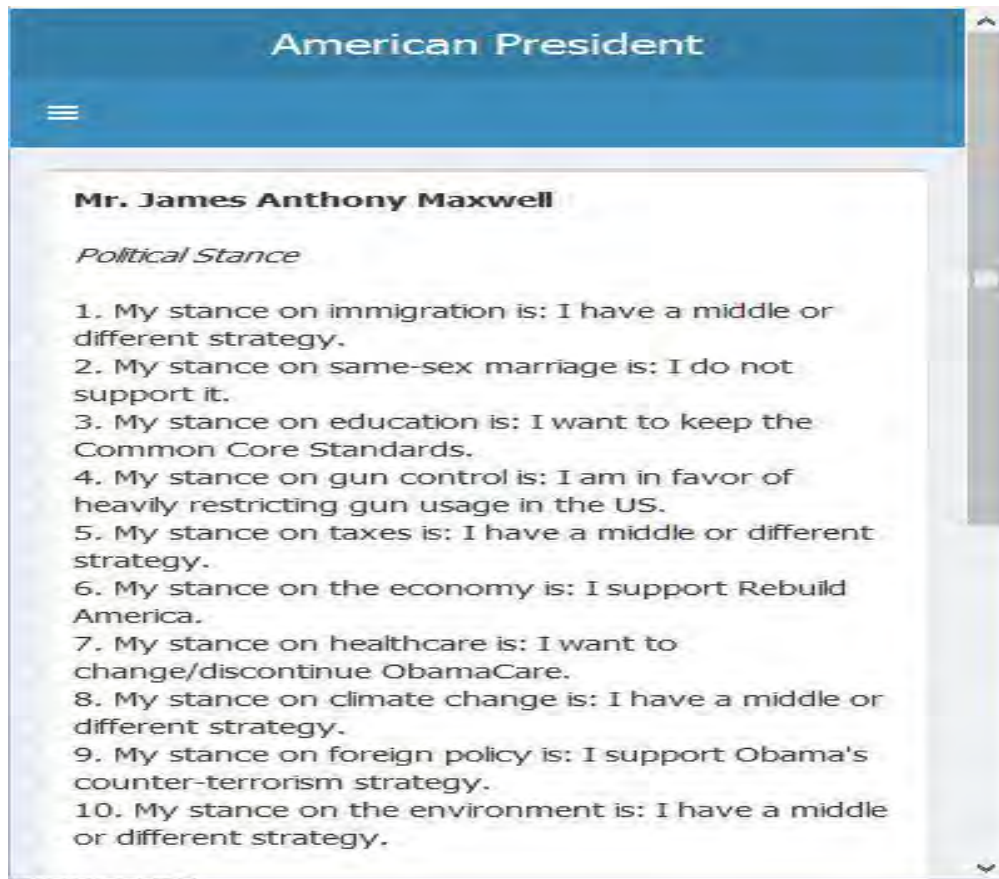 American President
Mr. James Anthony Maxwell
Political Stance
1. My stance on immigration is: I have a middle or
different strategy.
2. My stance on same-sex marriage is: I do not
support it.
3. My stance on education is: I want to keep the
Common Core Standards.
4. My stance on gun control is: I am in favor of
heavily restricting gun usage in the US.
5. My stance on taxes is: I have a middle or different
strategy.
6. My stance on the economy is: I support Rebuild
America.
7. My stance on healthcare is: I want to
change/discontinue ObamaCare.
8. My stance on climate change is: I have a middle or
different strategy.
9. My stance on foreign policy is: I support Obama's
counter-terrorism strategy.
10. My stance on the environment is: I have a middle
or different strategy.